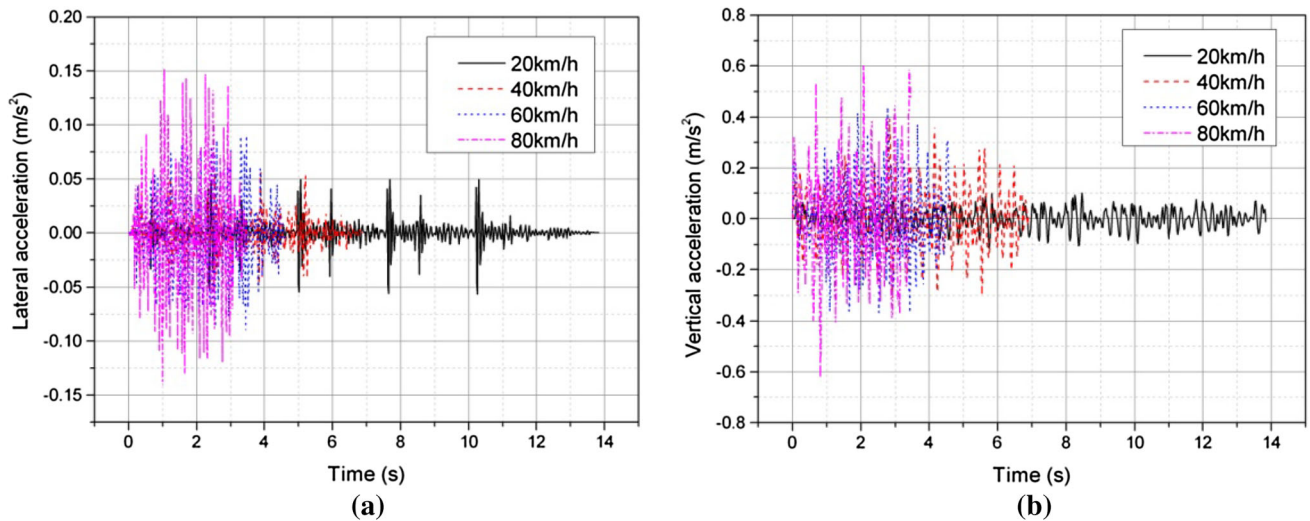 0.20
0.15
0.10
0.05
0.00
-0.05
-0.10
-0.15
Lateral acceleration (m/s²)
20km/h
40km/h
60km/h
80km/h
0 2 4 6 8 10 12 14
Time (s)
(a)
0.8
0.6
0.4
0.2
0.0
-0.2
-0.4
-0.6
-0.8
Vertical acceleration (m/s²)
20km/h
40km/h
60km/h
80km/h
0 2 4 6 8 10 12 14
Time (s)
(b)